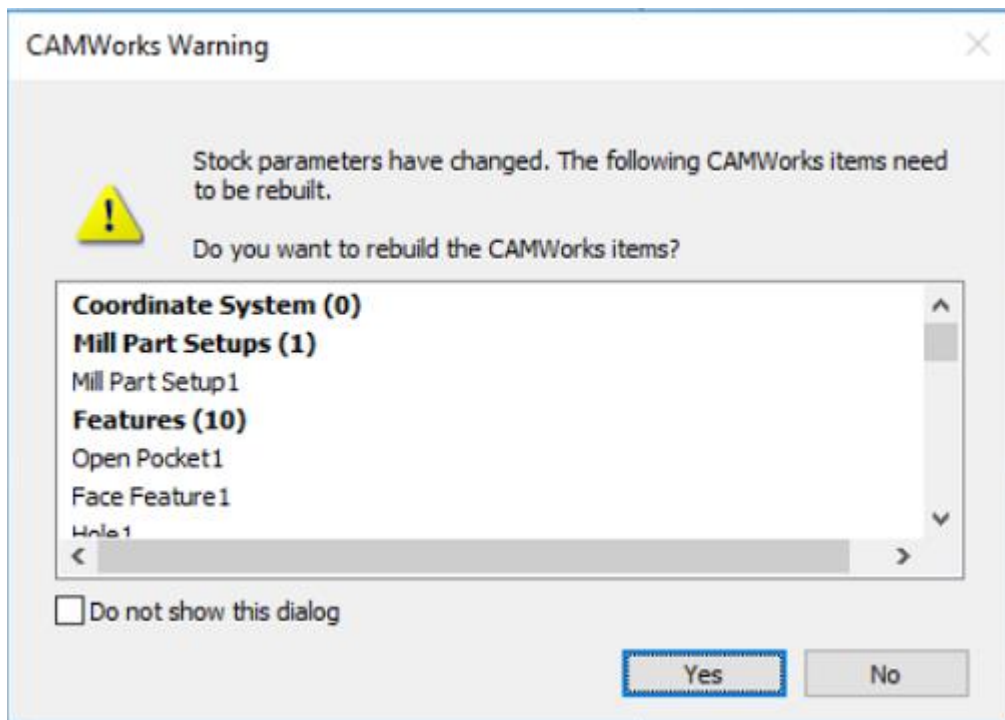 CAMWorks Warning
Stock parameters have changed. The following CAMWorks items need
to be rebuilt.
Do you want to rebuild the CAMWorks items?
Coordinate System (0)
Mill Part Setups (1)
Mill Part Setup1
Features (10)
Open Pocket1
Face Feature1
Hole1
Do not show this dialog
Yes
No